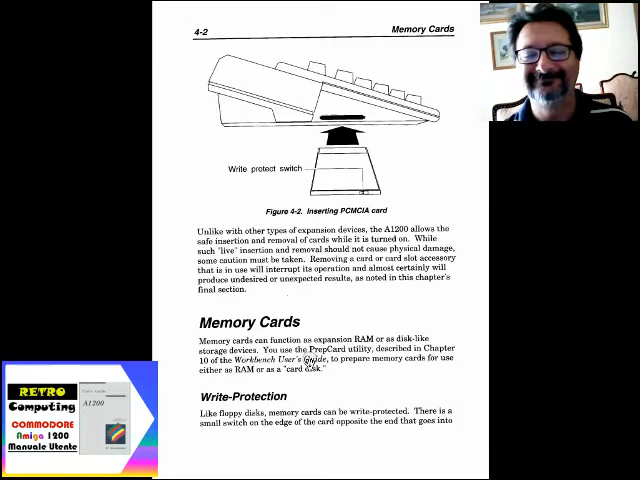 4-2 Memory Cards
Write protect switch
Figure 4-2. Inserting PCMCIA card
Unlike with other types of expansion devices, the A1200 allows the
safe insertion and removal of cards while it is turned on. While
such "live" insertion and removal should not cause physical damage,
some caution must be taken. Removing a card or card slot accessory
that is in use will interrupt its operation and almost certainly will
produce undesired or unexpected results, as noted in this chapter's
final section.
Memory Cards
Memory cards can function as expansion RAM or as disk-like
storage devices. You use the PrepCard utility, described in Chapter
10 of the Workbench User's Guide, to prepare memory cards for use
either as RAM or as a "card disk."
Write-Protection
Like floppy disks, memory cards can be write-protected. There is a
small switch on the edge of the card opposite the end that goes into
RETRO
Computing
COMMODORE
Amiga 1200
Manuale Utente
A1200